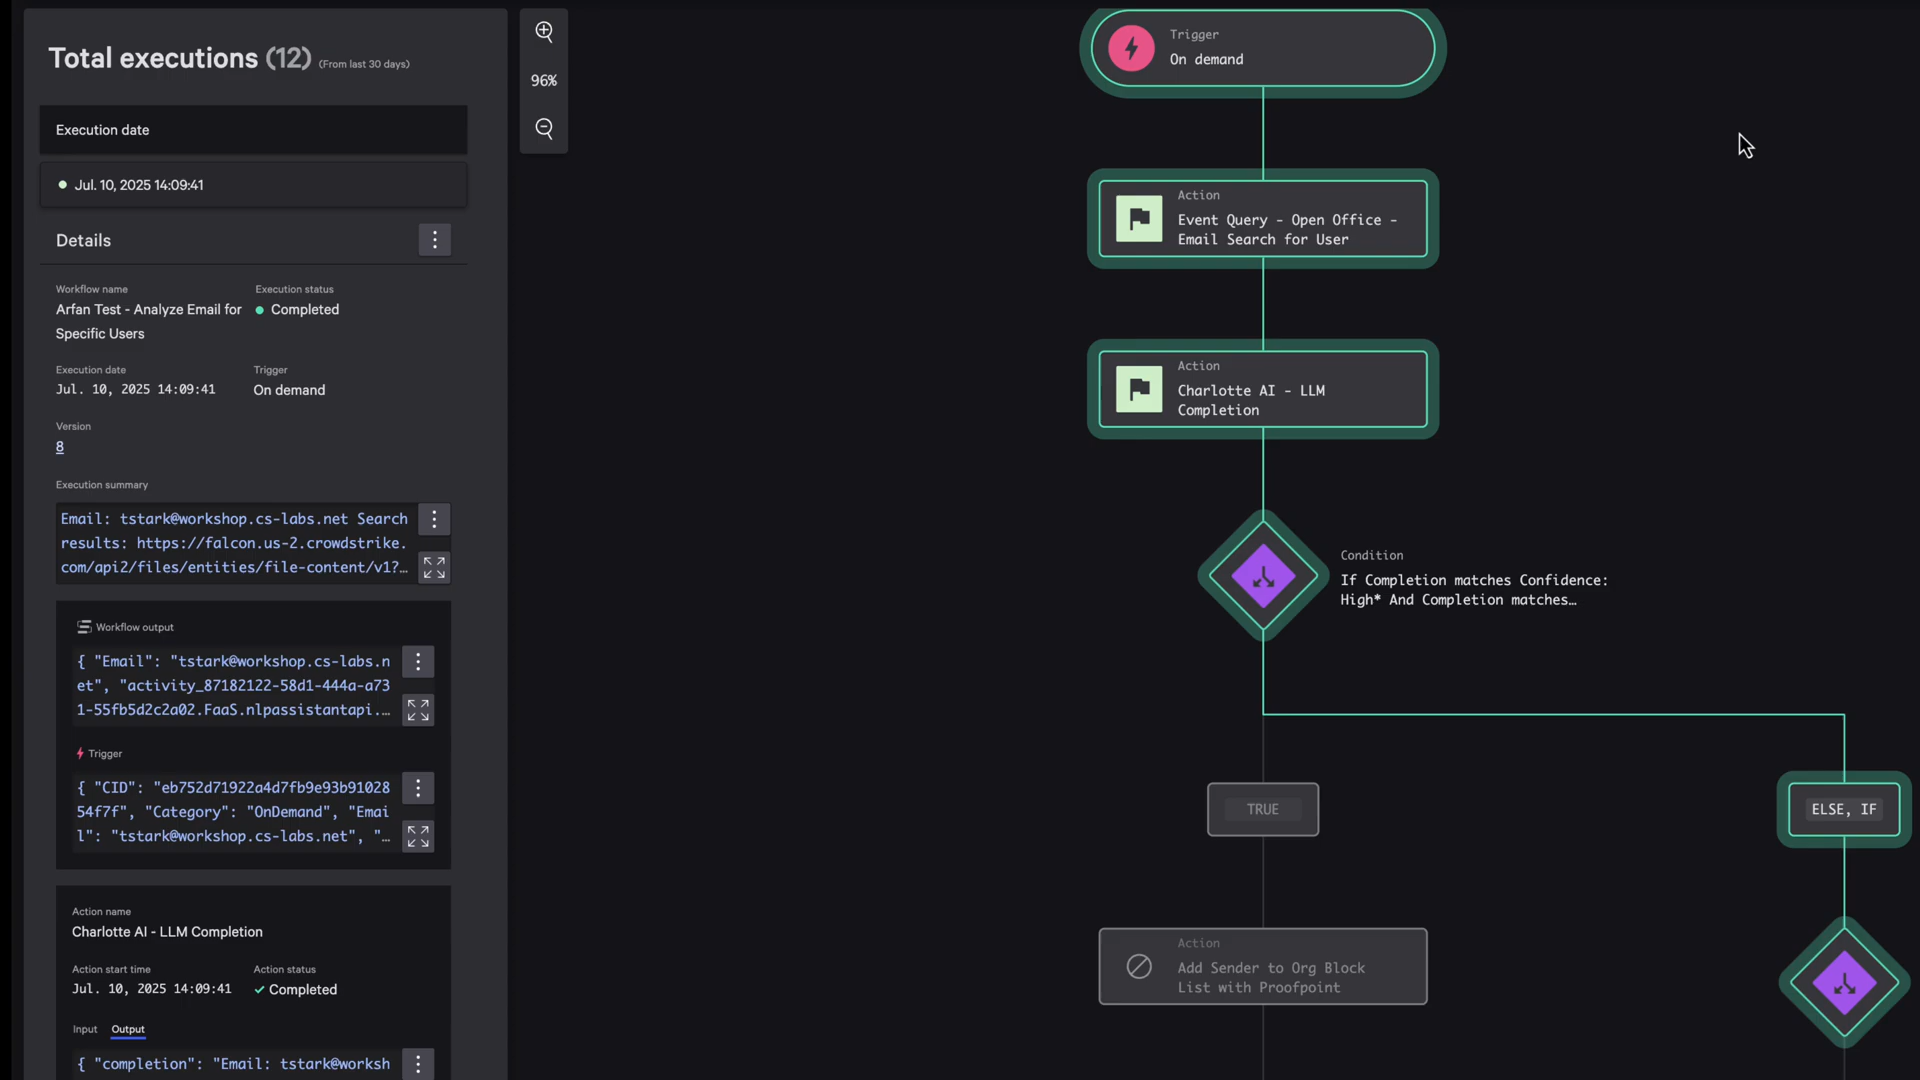 Total executions (12) (From last 30 days)
Execution date
Jul. 10, 2025 14:09:41
Details
Workflow name
Arfan Test - Analyze Email for
Specific Users
Execution status
Completed
Execution date
Jul. 10, 2025 14:09:41
Trigger
On demand
Version
8
Execution summary
Email: tstark@workshop.cs-labs.net Search
results: https://falcon.us-2.crowdstrike.
com/api2/files/entities/file-content/v1?…
Workflow output
{ "Email": "tstark@workshop.cs-labs.n
et", "activity_87182122-58d1-444a-a73
1-55fb5d2c2a02.FaaS.nlpassistantapi.…
Trigger
{ "CID": "eb752d71922a4d7fb9e93b91028
54f7f", "Category": "OnDemand", "Emai
l": "tstark@workshop.cs-labs.net", "…
Action name
Charlotte AI - LLM Completion
Action start time
Jul. 10, 2025 14:09:41
Action status
Completed
Input
Output
{ "completion": "Email: tstark@worksh
96%
Trigger
On demand
Action
Event Query - Open Office -
Email Search for User
Action
Charlotte AI - LLM
Completion
Condition
If Completion matches Confidence:
High* And Completion matches…
TRUE
ELSE, IF
Action
Add Sender to Org Block
List with Proofpoint